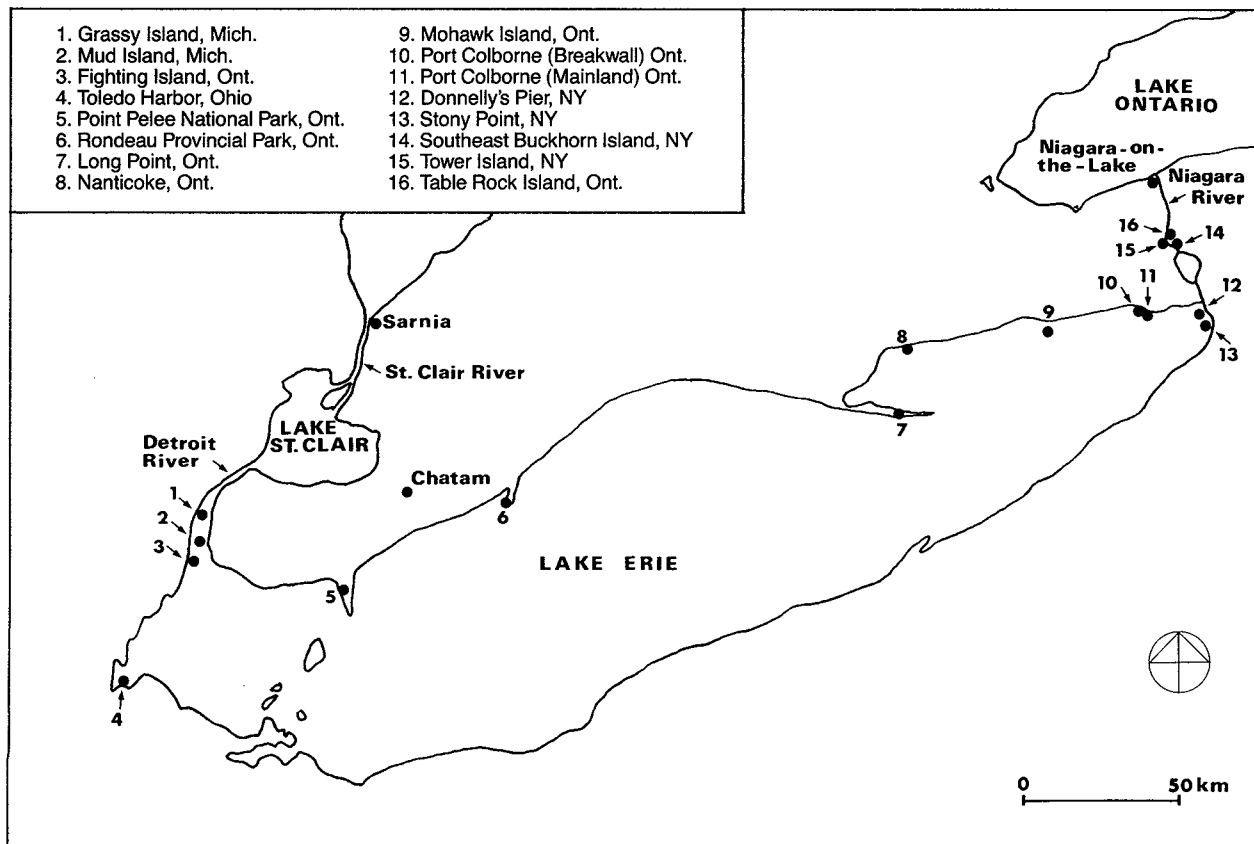 1. Grassy Island, Mich.
2. Mud Island, Mich.
3. Fighting Island, Ont.
4. Toledo Harbor, Ohio
5. Point Pelee National Park, Ont.
6. Rondeau Provincial Park, Ont.
7. Long Point, Ont.
8. Nanticoke, Ont.
9. Mohawk Island, Ont.
10. Port Colborne (Breakwall) Ont.
11. Port Colborne (Mainland) Ont.
12. Donnelly's Pier, NY
13. Stony Point, NY
14. Southeast Buckhorn Island, NY
15. Tower Island, NY
16. Table Rock Island, Ont.
LAKE
ONTARIO
Niagara-on-
the-Lake
Niagara
River
16
14
15
11
10
12
9
13
8
7
Sarnia
St. Clair River
LAKE
ST. CLAIR
Detroit
River
Chatam
1
2
3
6
5
4
LAKE ERIE
0 50 km